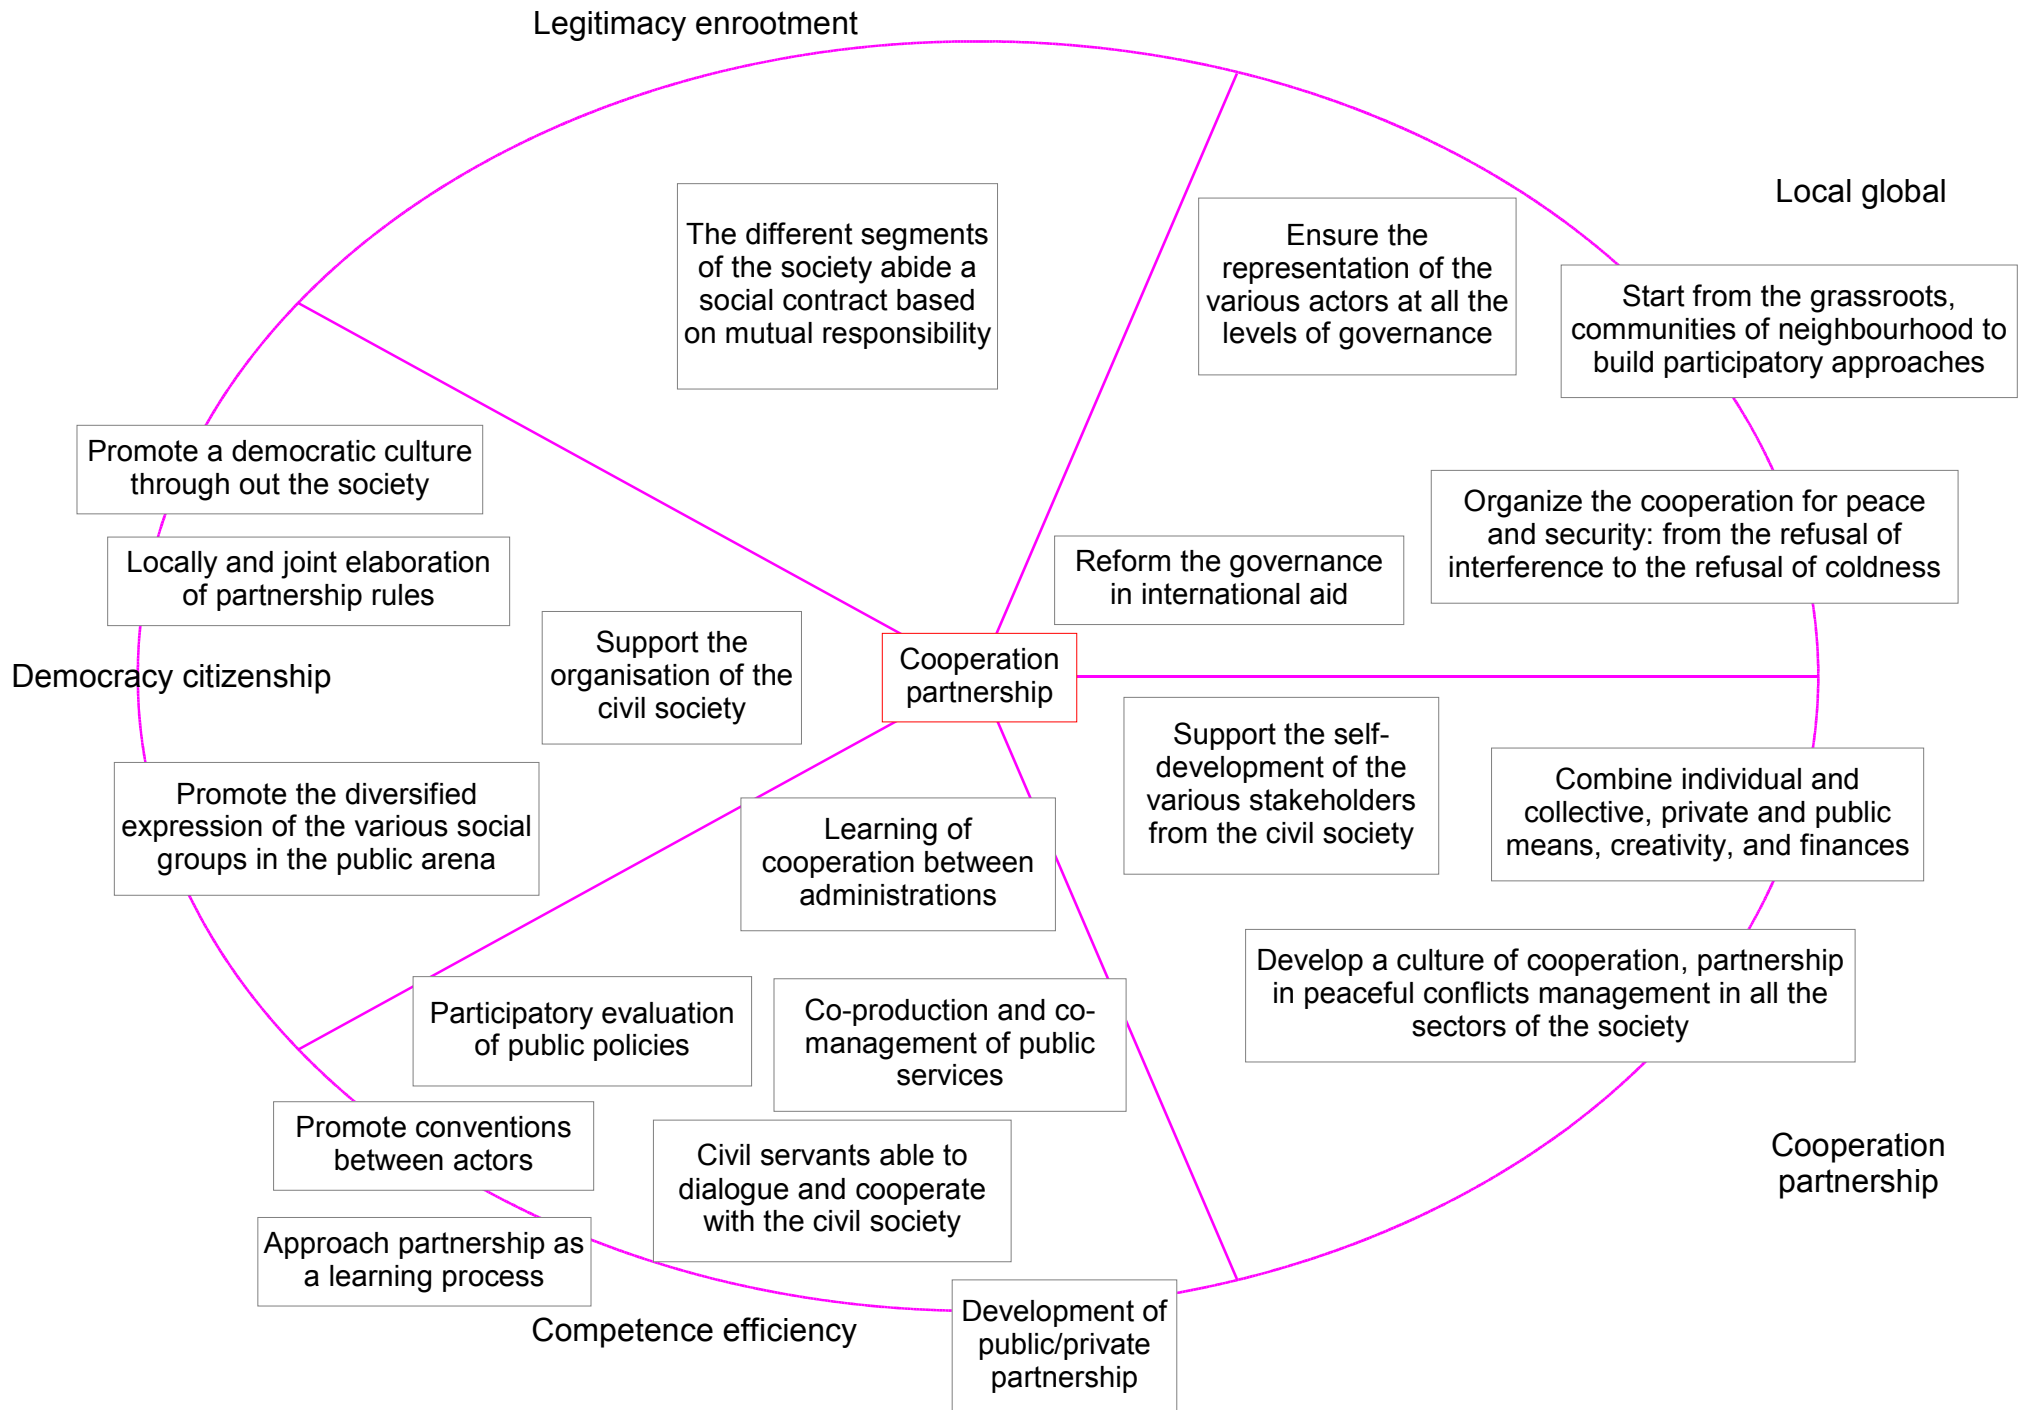 Legitimacy enrootment
Local global
The different segments
of the society abide a
social contract based
on mutual responsibility
Ensure the
representation of the
various actors at all the
levels of governance
Start from the grassroots,
communities of neighbourhood to
build participatory approaches
Promote a democratic culture
through out the society
Organize the cooperation for peace
and security: from the refusal of
interference to the refusal of coldness
Locally and joint elaboration
of partnership rules
Reform the governance
in international aid
Support the
organisation of the
civil society
Cooperation
partnership
Democracy citizenship
Support the self-
development of the
various stakeholders
from the civil society
Combine individual and
collective, private and public
means, creativity, and finances
Promote the diversified
expression of the various social
groups in the public arena
Learning of
cooperation between
administrations
Develop a culture of cooperation, partnership
in peaceful conflicts management in all the
sectors of the society
Participatory evaluation
of public policies
Co-production and co-
management of public
services
Promote conventions
between actors
Civil servants able to
dialogue and cooperate
with the civil society
Cooperation
partnership
Approach partnership as
a learning process
Competence efficiency
Development of
public/private
partnership